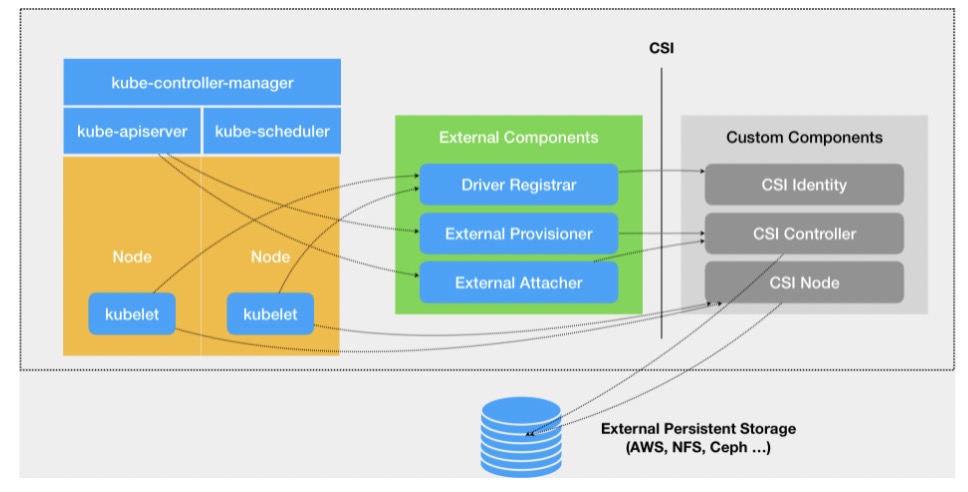 CSI
kube-controller-manager
kube-apiserver
kube-scheduler
External Components
Custom Components
Driver Registrar
CSI Identity
External Provisioner
CSI Controller
Node
Node
External Attacher
CSI Node
kubelet
kubelet
External Persistent Storage
(AWS, NFS, Ceph ...)